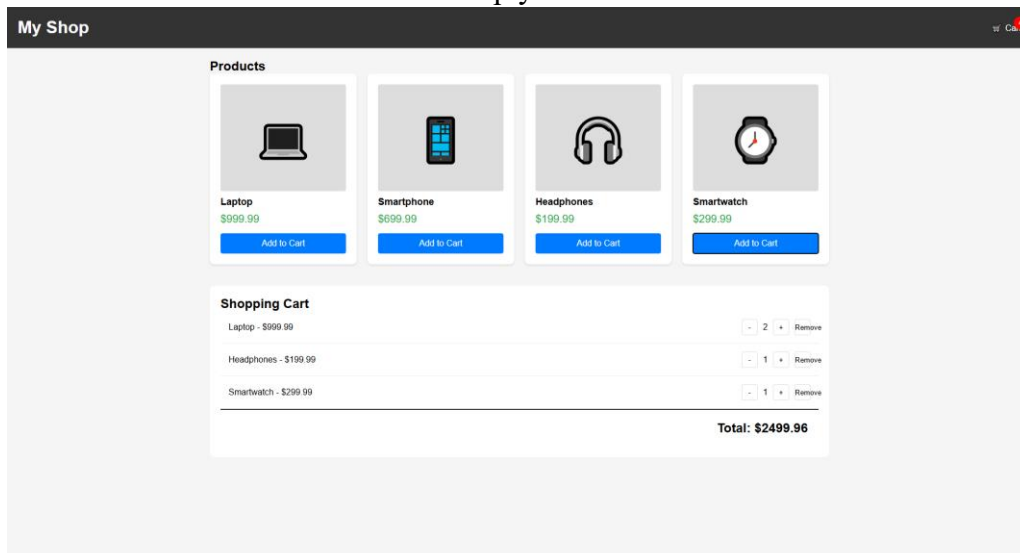 My Shop
Products
Laptop
$999.99
Add to Cart
Smartphone
$699.99
Add to Cart
Headphones
$199.99
Add to Cart
Smartwatch
$299.99
Add to Cart
Shopping Cart
Laptop - $999.99 - 2 + Remove
Headphones - $199.99 - 1 + Remove
Smartwatch - $299.99 - 1 + Remove
Total: $2499.96